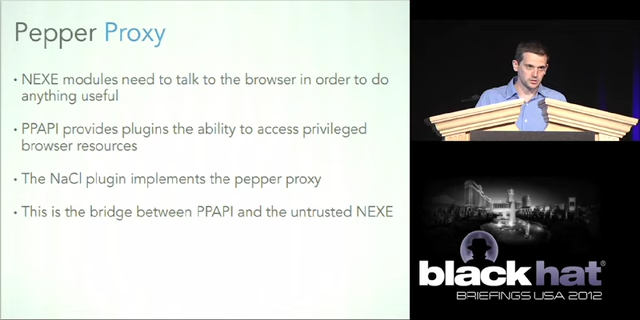 Pepper Proxy
• NEXE modules need to talk to the browser in order to do
anything useful
• PPAPI provides plugins the ability to access privileged
browser resources
• The NaCl plugin implements the pepper proxy
• This is the bridge between PPAPI and the untrusted NEXE
black hat®
BRIEFINGS USA 2012